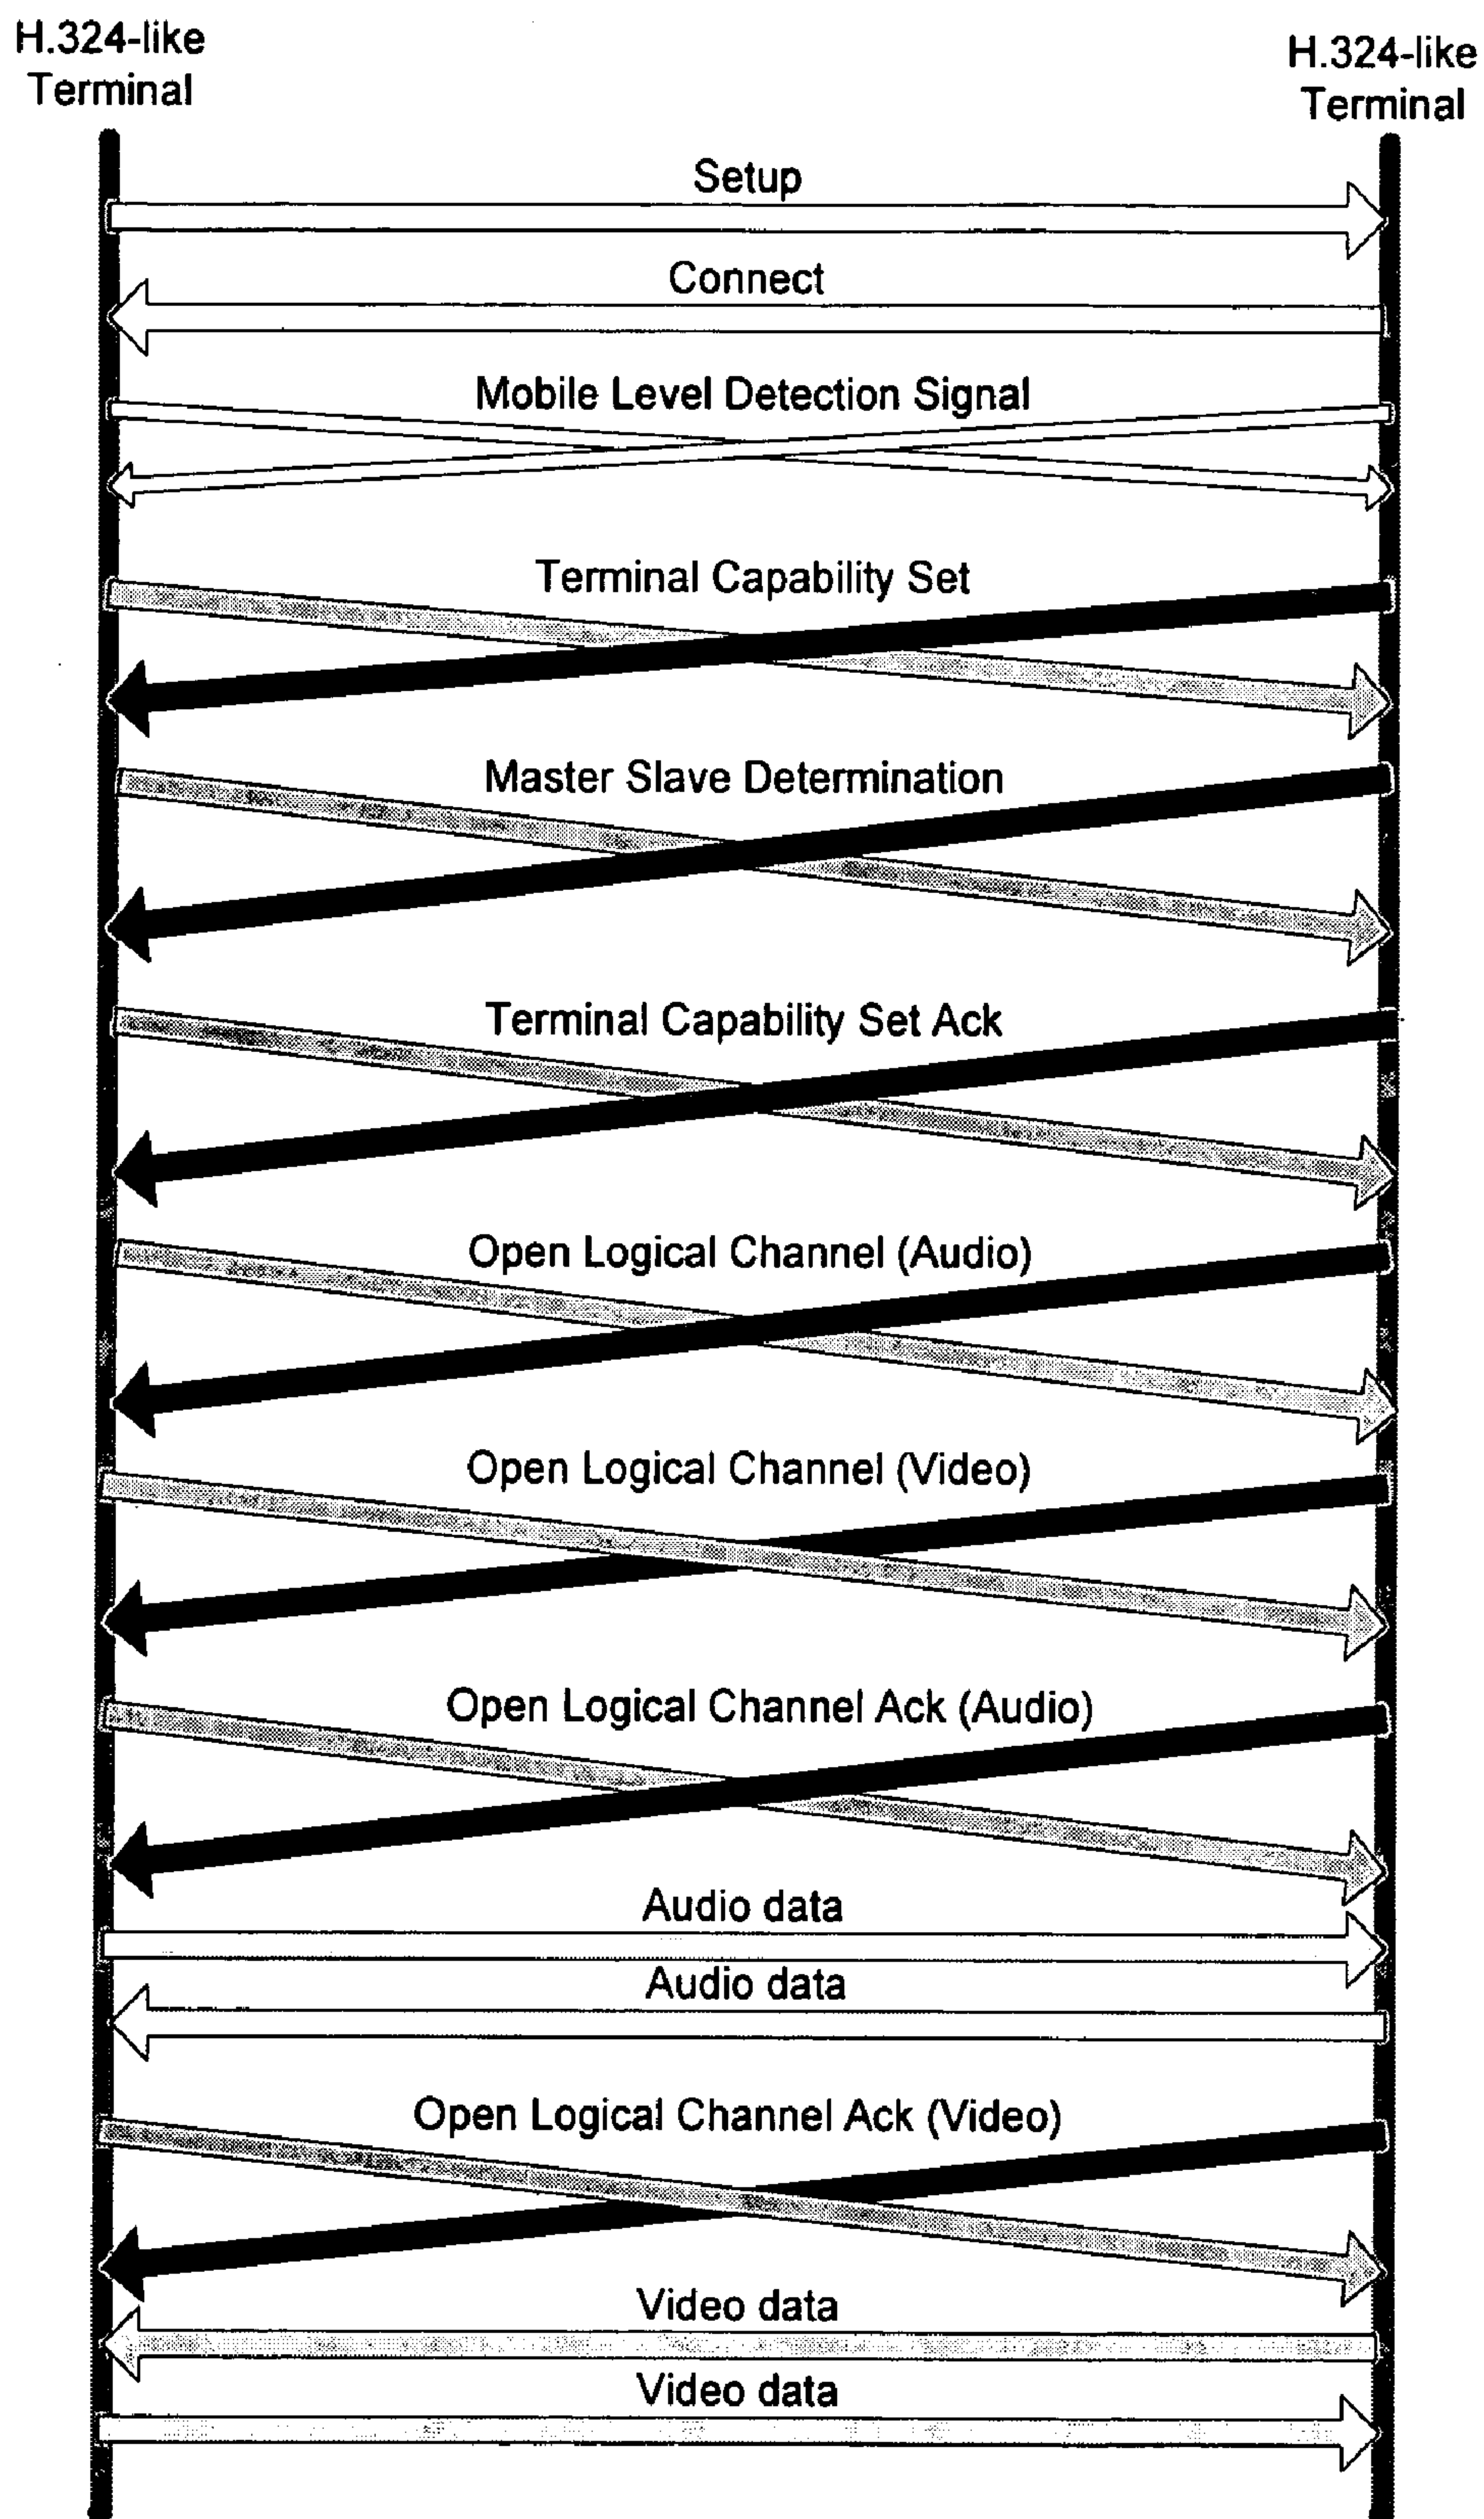 H.324-like
Terminal
H.324-like
Terminal
Setup
Connect
Mobile Level Detection Signal
Terminal Capability Set
Master Slave Determination
Terminal Capability Set Ack
Open Logical Channel (Audio)
Open Logical Channel (Video)
Open Logical Channel Ack (Audio)
Audio data
Audio data
Open Logical Channel Ack (Video)
Video data
Video data